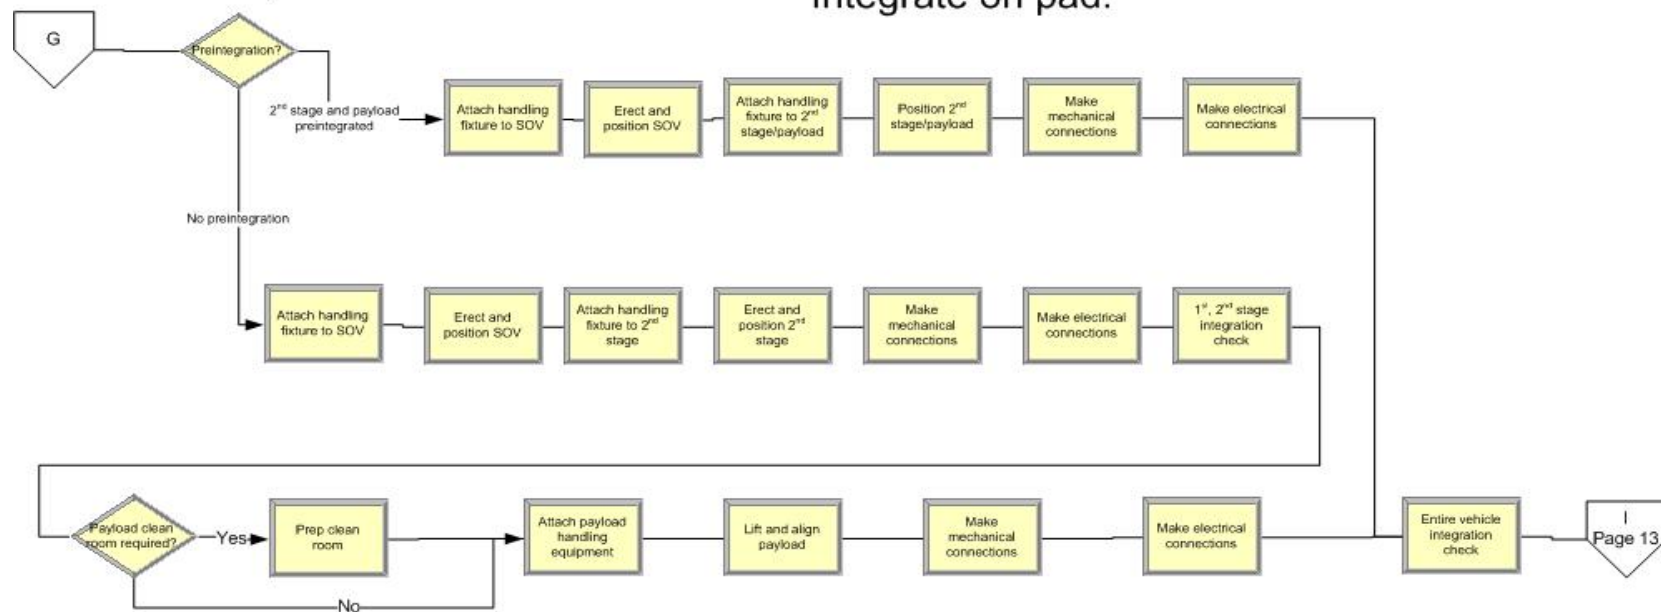 Integrate on pad.
G
Preintegration?
2nd stage and payload
preintegrated
Attach handling
fixture to SOV
Erect and
position SOV
Attach handling
fixture to 2nd
stage/payload
Position 2nd
stage/payload
Make
mechanical
connections
Make electrical
connections
No preintegration
Attach handling
fixture to SOV
Erect and
position SOV
Attach handling
fixture to 2nd
stage
Erect and
position 2nd
stage
Make
mechanical
connections
Make electrical
connections
1st, 2nd stage
integration
check
Payload clean
room required?
Yes
Prep clean
room
Attach payload
handling
equipment
Lift and align
payload
Make
mechanical
connections
Make electrical
connections
Entire vehicle
integration
check
I
Page 13
No